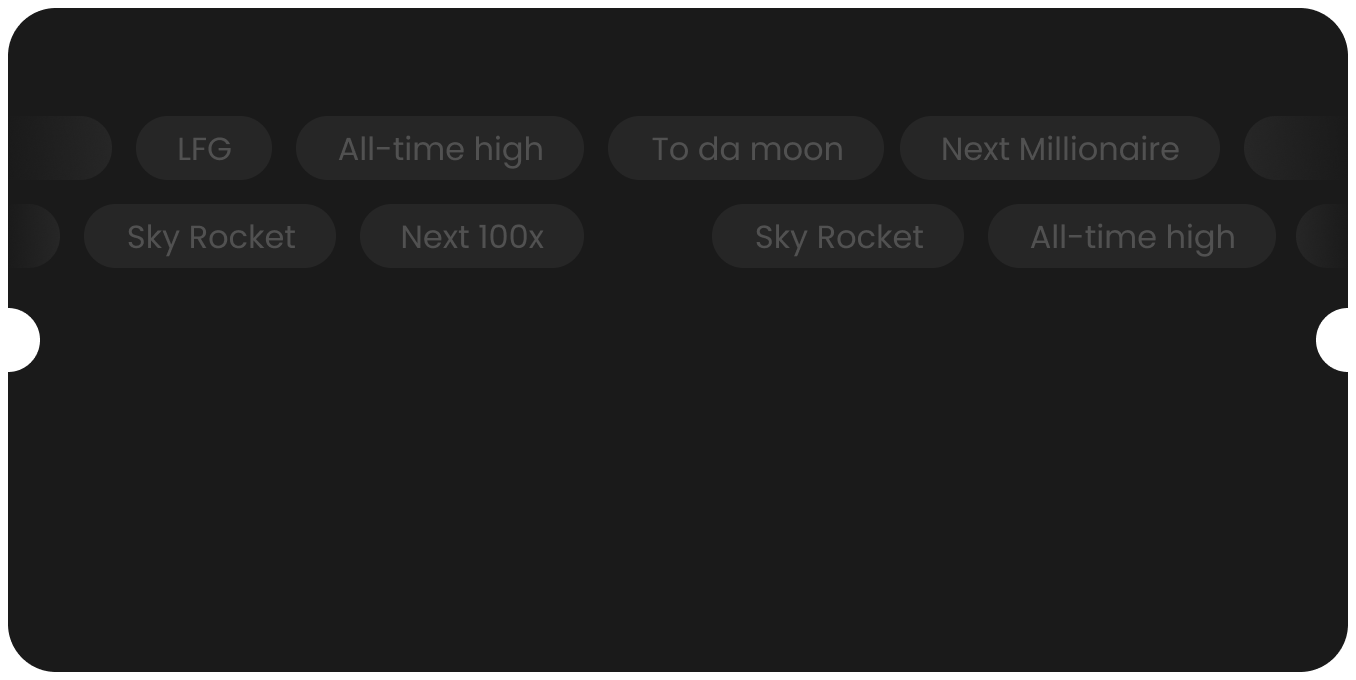 LFG All-time high To da moon Next Millionaire
Sky Rocket Next 100x Sky Rocket All-time high